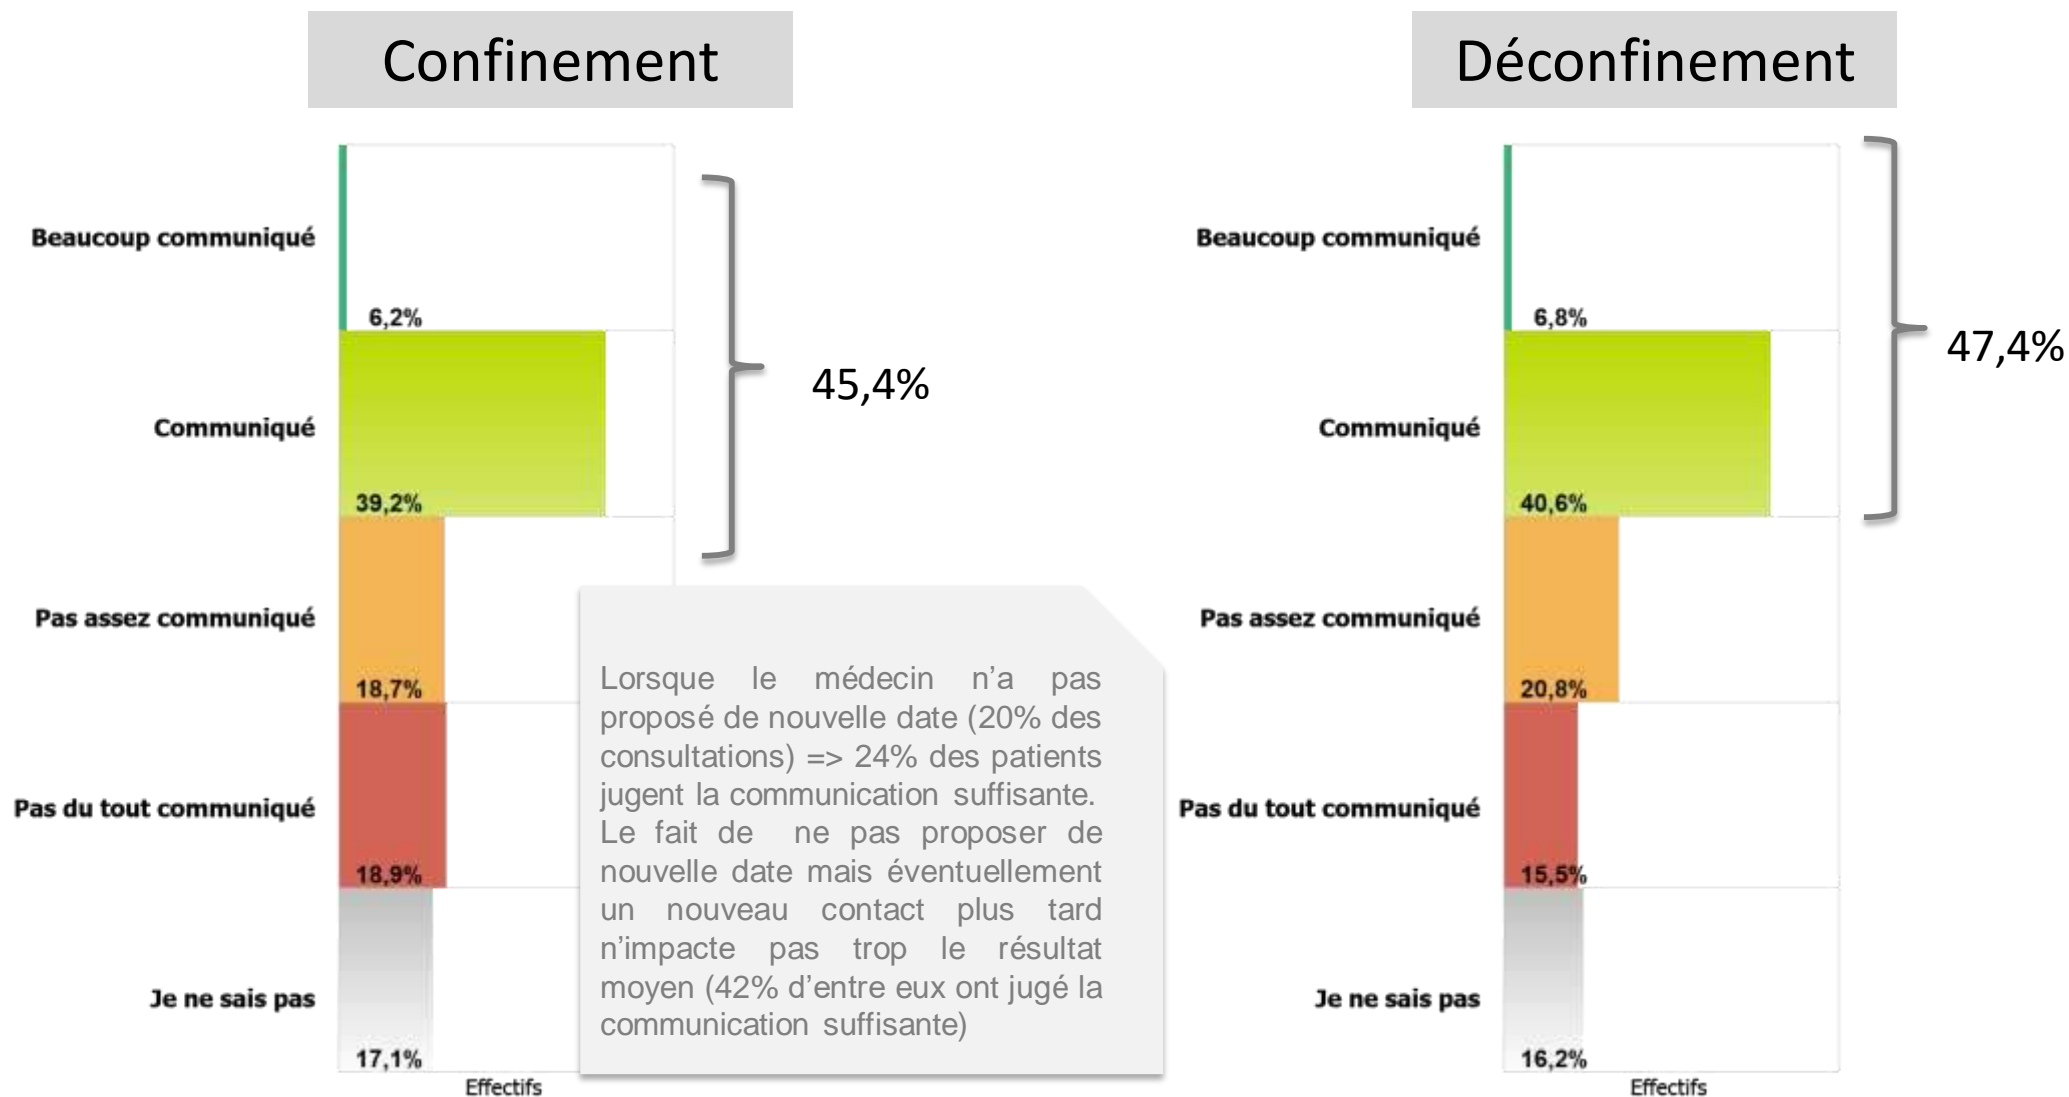 Confinement
Beaucoup communiqué
6,2%
Communiqué
39,2%
Pas assez communiqué
18,7%
Pas du tout communiqué
18,9%
Je ne sais pas
17,1%
Effectifs
45,4%
Lorsque le médecin n’a pas
proposé de nouvelle date (20% des
consultations) => 24% des patients
jugent la communication suffisante.
Le fait de ne pas proposer de
nouvelle date mais éventuellement
un nouveau contact plus tard
n’impacte pas trop le résultat
moyen (42% d’entre eux ont jugé la
communication suffisante)
Déconfinement
Beaucoup communiqué
6,8%
Communiqué
40,6%
Pas assez communiqué
20,8%
Pas du tout communiqué
15,5%
Je ne sais pas
16,2%
Effectifs
47,4%